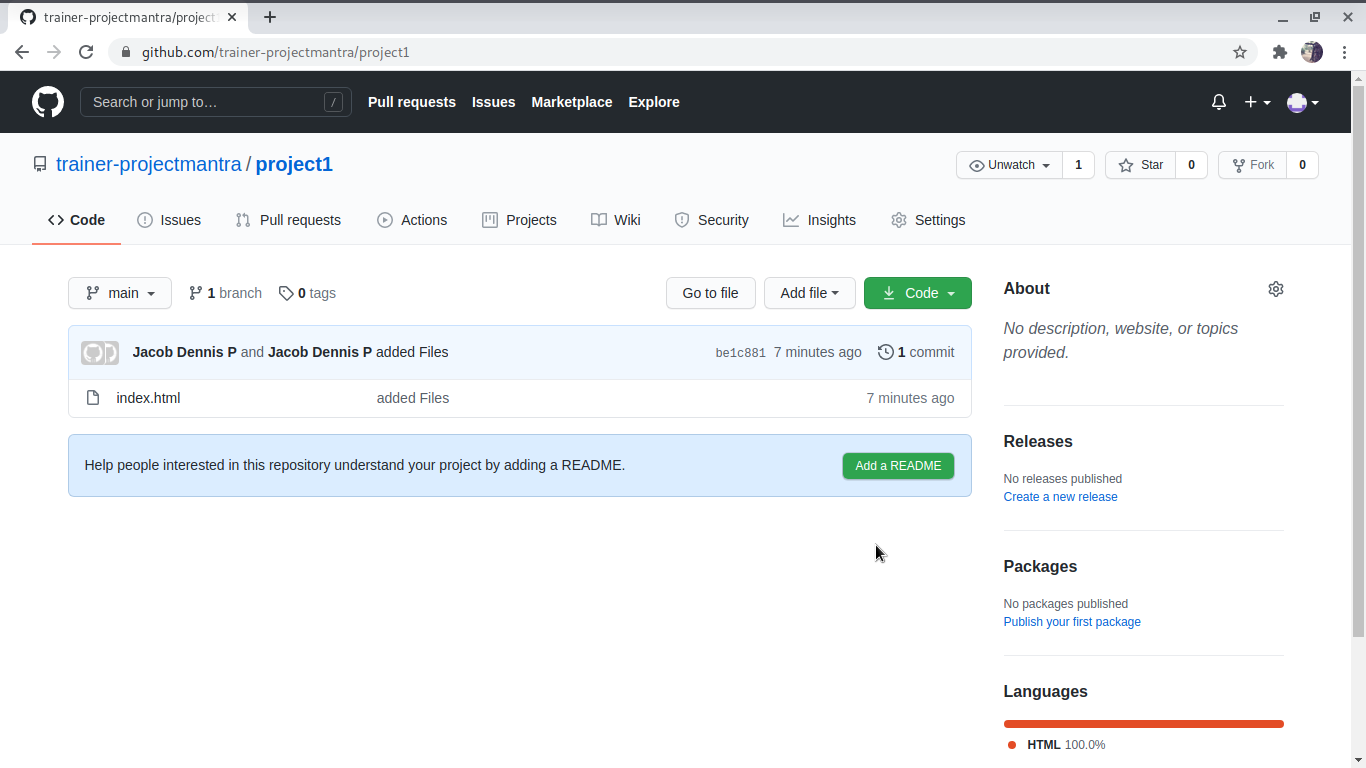 trainer-projectmantra/project
github.com/trainer-projectmantra/project1
Search or jump to… /
Pull requests Issues Marketplace Explore
trainer-projectmantra / project1
Unwatch 1 Star 0 Fork 0
Code Issues Pull requests Actions Projects Wiki Security Insights Settings
main 1 branch 0 tags Go to file Add file Code
Jacob Dennis P and Jacob Dennis P added Files be1c881 7 minutes ago 1 commit
index.html added Files 7 minutes ago
Help people interested in this repository understand your project by adding a README. Add a README
About
No description, website, or topics
provided.
Releases
No releases published
Create a new release
Packages
No packages published
Publish your first package
Languages
HTML 100.0%